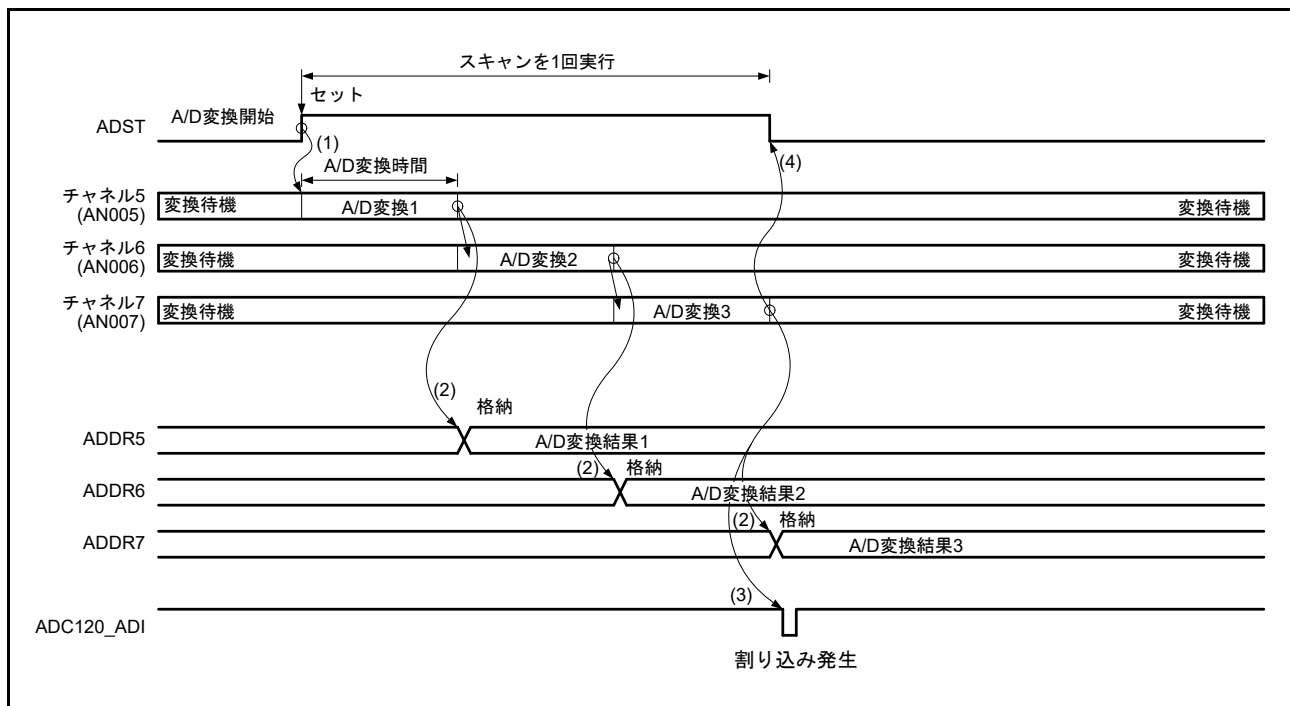 スキャンを1回実行
セット
ADST
A/D変換開始
(1)
(4)
A/D変換時間
チャネル5
(AN005)
変換待機
A/D変換1
変換待機
チャネル6
(AN006)
変換待機
A/D変換2
変換待機
チャネル7
(AN007)
変換待機
A/D変換3
変換待機
(2)
格納
ADDR5
A/D変換結果1
(2)
格納
ADDR6
A/D変換結果2
(2)
格納
ADDR7
A/D変換結果3
(3)
ADC120_ADI
割り込み発生